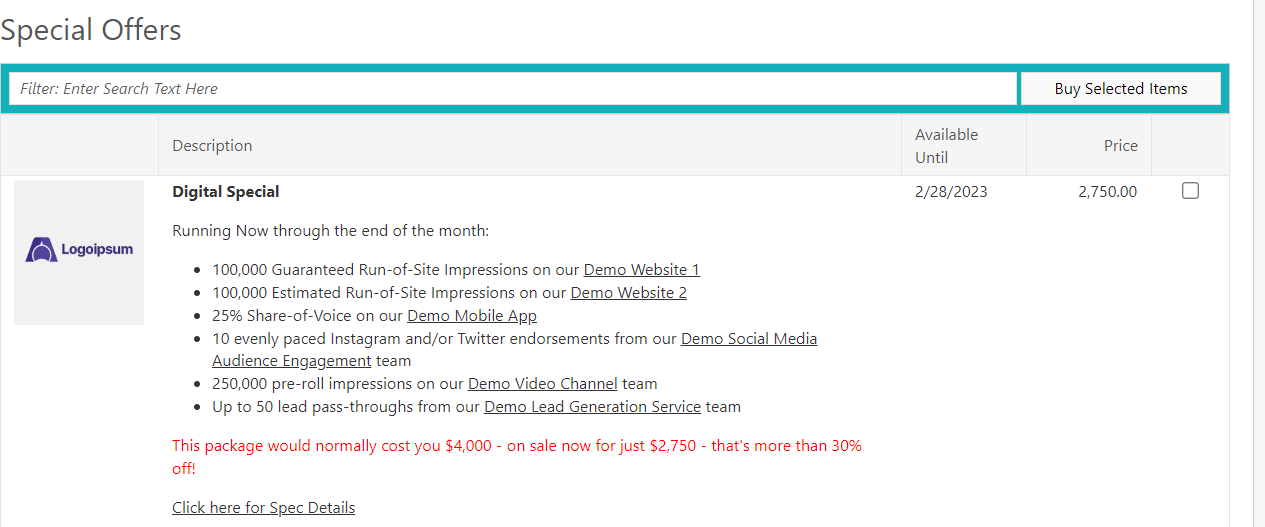 Special Offers
Filter: Enter Search Text Here
Buy Selected Items
Description
Available
Until
Price
Logoipsum
Digital Special
2/28/2023
2,750.00
Running Now through the end of the month:
100,000 Guaranteed Run-of-Site Impressions on our Demo Website 1
100,000 Estimated Run-of-Site Impressions on our Demo Website 2
25% Share-of-Voice on our Demo Mobile App
10 evenly paced Instagram and/or Twitter endorsements from our Demo Social Media
Audience Engagement team
250,000 pre-roll impressions on our Demo Video Channel team
Up to 50 lead pass-throughs from our Demo Lead Generation Service team
This package would normally cost you $4,000 - on sale now for just $2,750 - that's more than 30%
off!
Click here for Spec Details